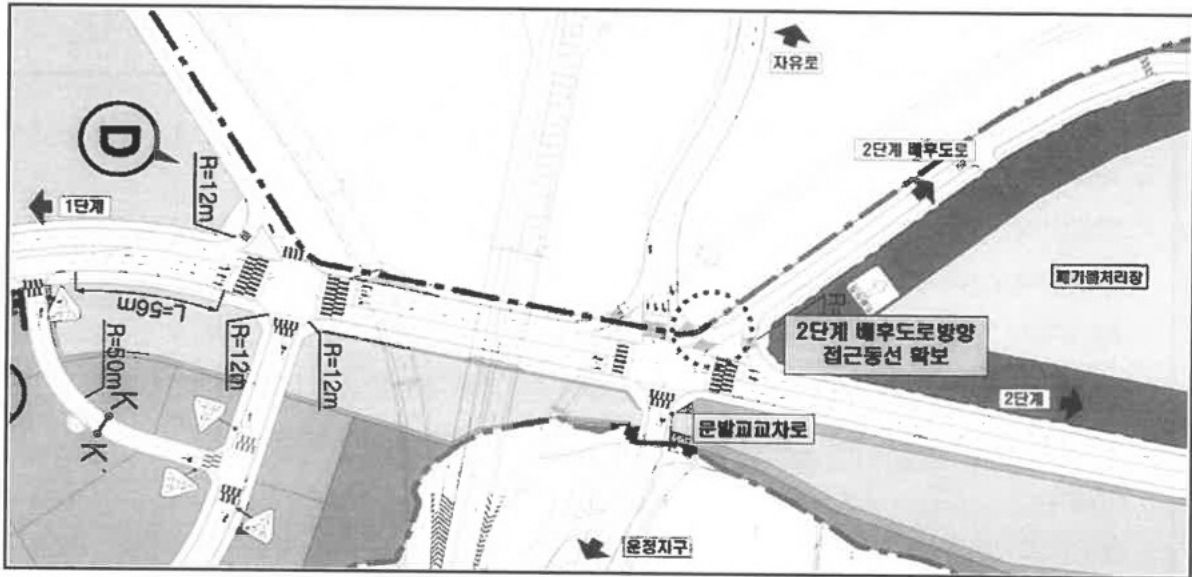 자유로
D
2단계 배후도로
R=12m
1단계
폐기물처리장
L=56m
2단계 배후도로방향
접근동선 확보
R=12m
R=12m
R=50m
2단계
K
K'
문발교교차로
운정지구